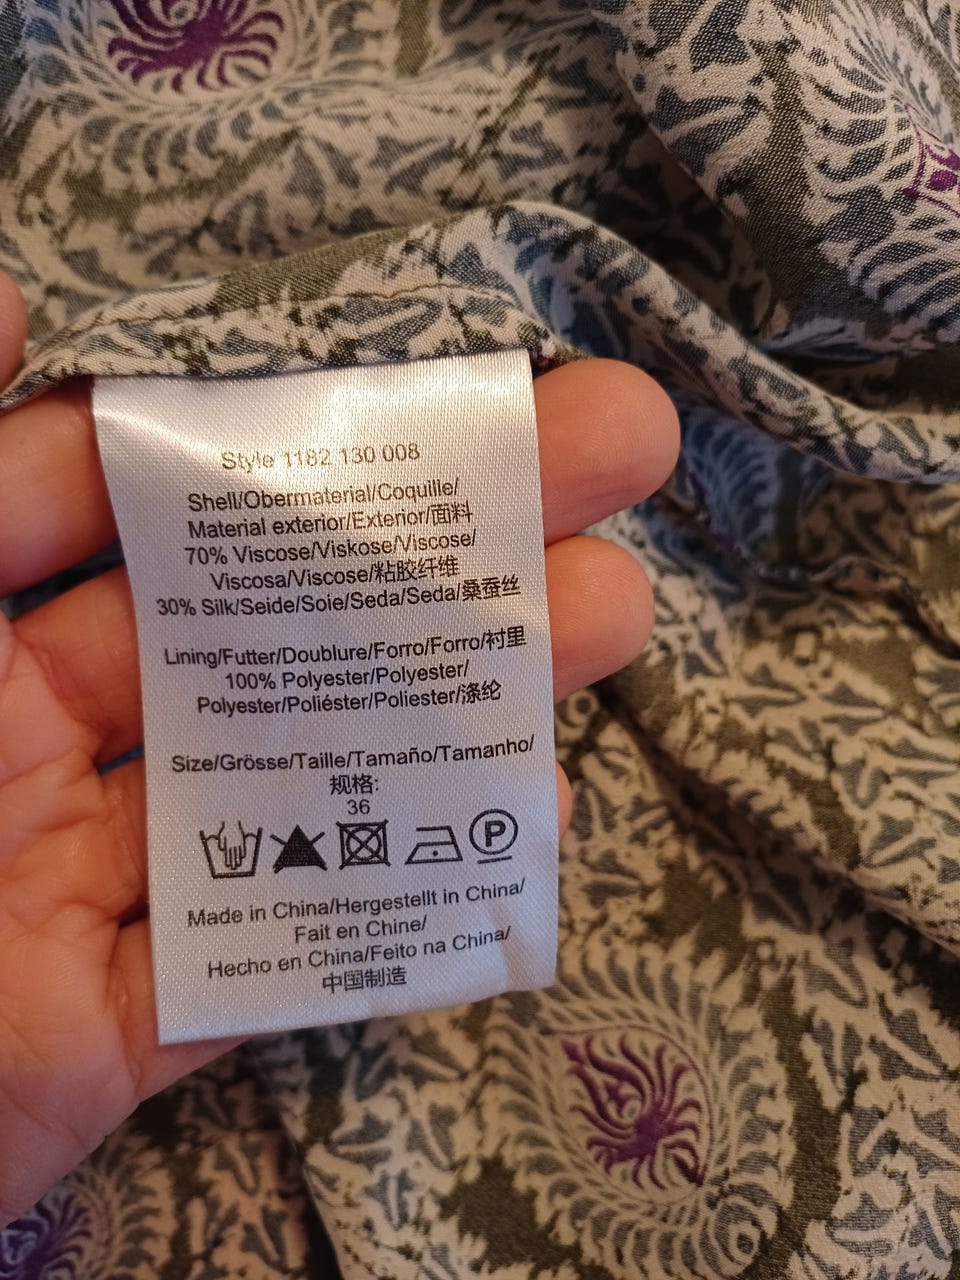 Style 1182 130 008
Shell/Obermaterial/Coquille/
Material exterior/Exterior/面料
70% Viscose/Viskose/Viscose/
Viscosa/Viscose/粘胶纤维
30% Silk/Seide/Soie/Seda/Seda/桑蚕丝
Lining/Futter/Doublure/Forro/Forro/衬里
100% Polyester/Polyester/
Polyester/Poliéster/Poliester/涤纶
Size/Grösse/Taille/Tamaño/Tamanho/
规格:
36
P
Made in China/Hergestellt in China/
Fait en Chine/
Hecho en China/Feito na China/
中国制造